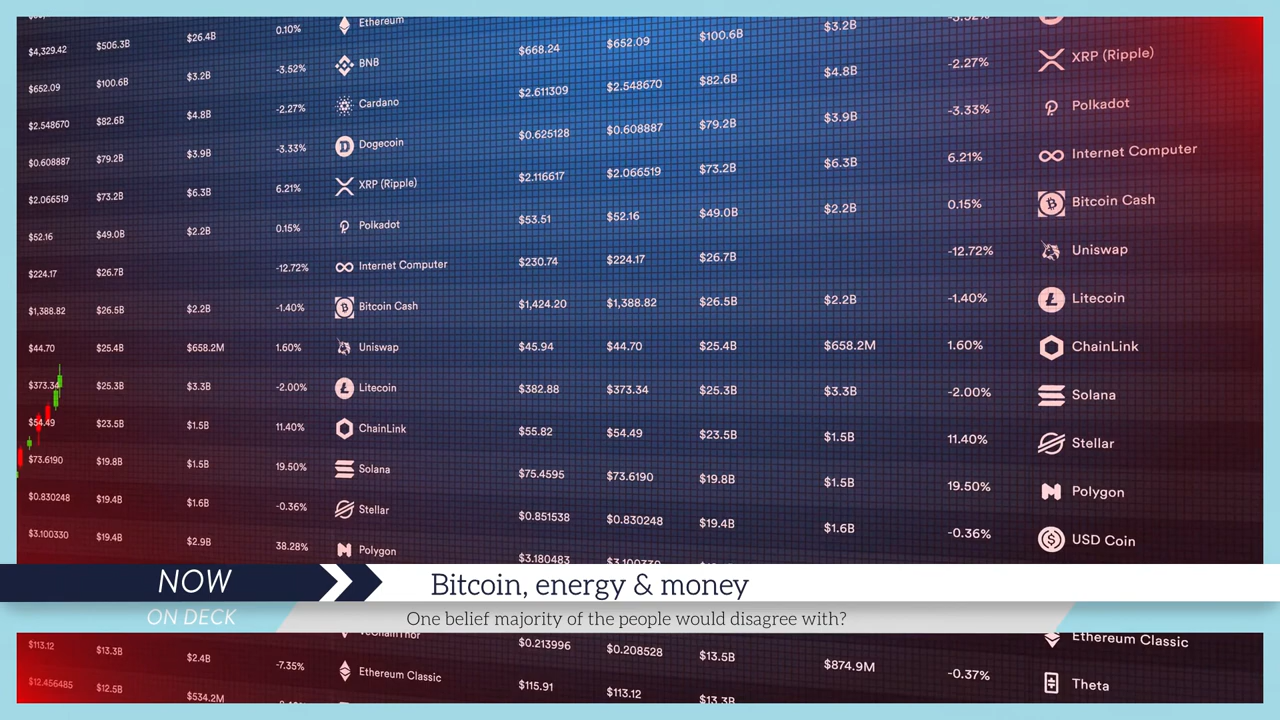 $4,329.42 $506.3B $26.4B 0.10% Ethereum $668.24 $652.09 $100.6B $3.2B
$652.09 $100.6B $3.2B -3.52% BNB $2.611309 $2.548670 $82.6B $4.8B -2.27% XRP (Ripple)
$2.548670 $82.6B $4.8B -2.27% Cardano $0.625128 $0.608887 $79.2B $3.9B -3.33% Polkadot
$0.608887 $79.2B $3.9B -3.33% Dogecoin $2.116617 $2.066519 $73.2B $6.3B 6.21% Internet Computer
$2.066519 $73.2B $6.3B 6.21% XRP (Ripple) $53.51 $52.16 $49.0B $2.2B 0.15% Bitcoin Cash
$52.16 $49.0B $2.2B 0.15% Polkadot $230.74 $224.17 $26.7B -12.72% Uniswap
$224.17 $26.7B -12.72% Internet Computer $1,424.20 $1,388.82 $26.5B $2.2B -1.40% Litecoin
$1,388.82 $26.5B $2.2B -1.40% Bitcoin Cash
$44.70 $25.4B $658.2M 1.60% Uniswap $45.94 $44.70 $25.4B $658.2M 1.60% ChainLink
$373.34 $25.3B $3.3B -2.00% Litecoin $382.88 $373.34 $25.3B $3.3B -2.00% Solana
$54.49 $23.5B $1.5B 11.40% ChainLink $55.82 $54.49 $23.5B $1.5B 11.40% Stellar
$73.6190 $19.8B $1.5B 19.50% Solana $75.4595 $73.6190 $19.8B $1.5B 19.50% Polygon
$0.830248 $19.4B $1.6B -0.36% Stellar $0.851538 $0.830248 $19.4B $1.6B -0.36% USD Coin
$3.100330 $19.4B $2.9B 38.28% Polygon $3.180483
NOW Bitcoin, energy & money
ON DECK One belief majority of the people would disagree with?
$113.12 $13.3B $2.4B -7.35% Ethereum Classic $0.213996 $0.208528 $13.5B $874.9M -0.37% Ethereum Classic
$12.456485 $12.5B $534.2M $115.91 $113.12 $13.3B Theta